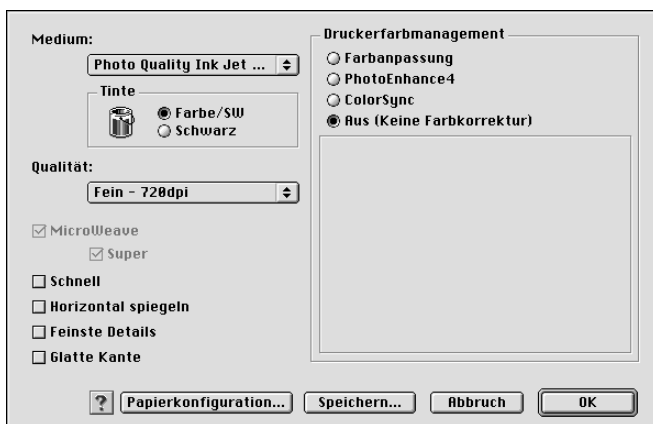 Medium:
Photo Quality Ink Jet ...
Tinte
Farbe/SW
Schwarz
Qualität:
Fein - 720dpi
MicroWeave
Super
Schnell
Horizontal spiegeln
Feinste Details
Glatte Kante
Druckerfarbmanagement
Farbanpassung
PhotoEnhance4
ColorSync
Aus (Keine Farbkorrektur)
? Papierkonfiguration... Speichern... Abbruch OK